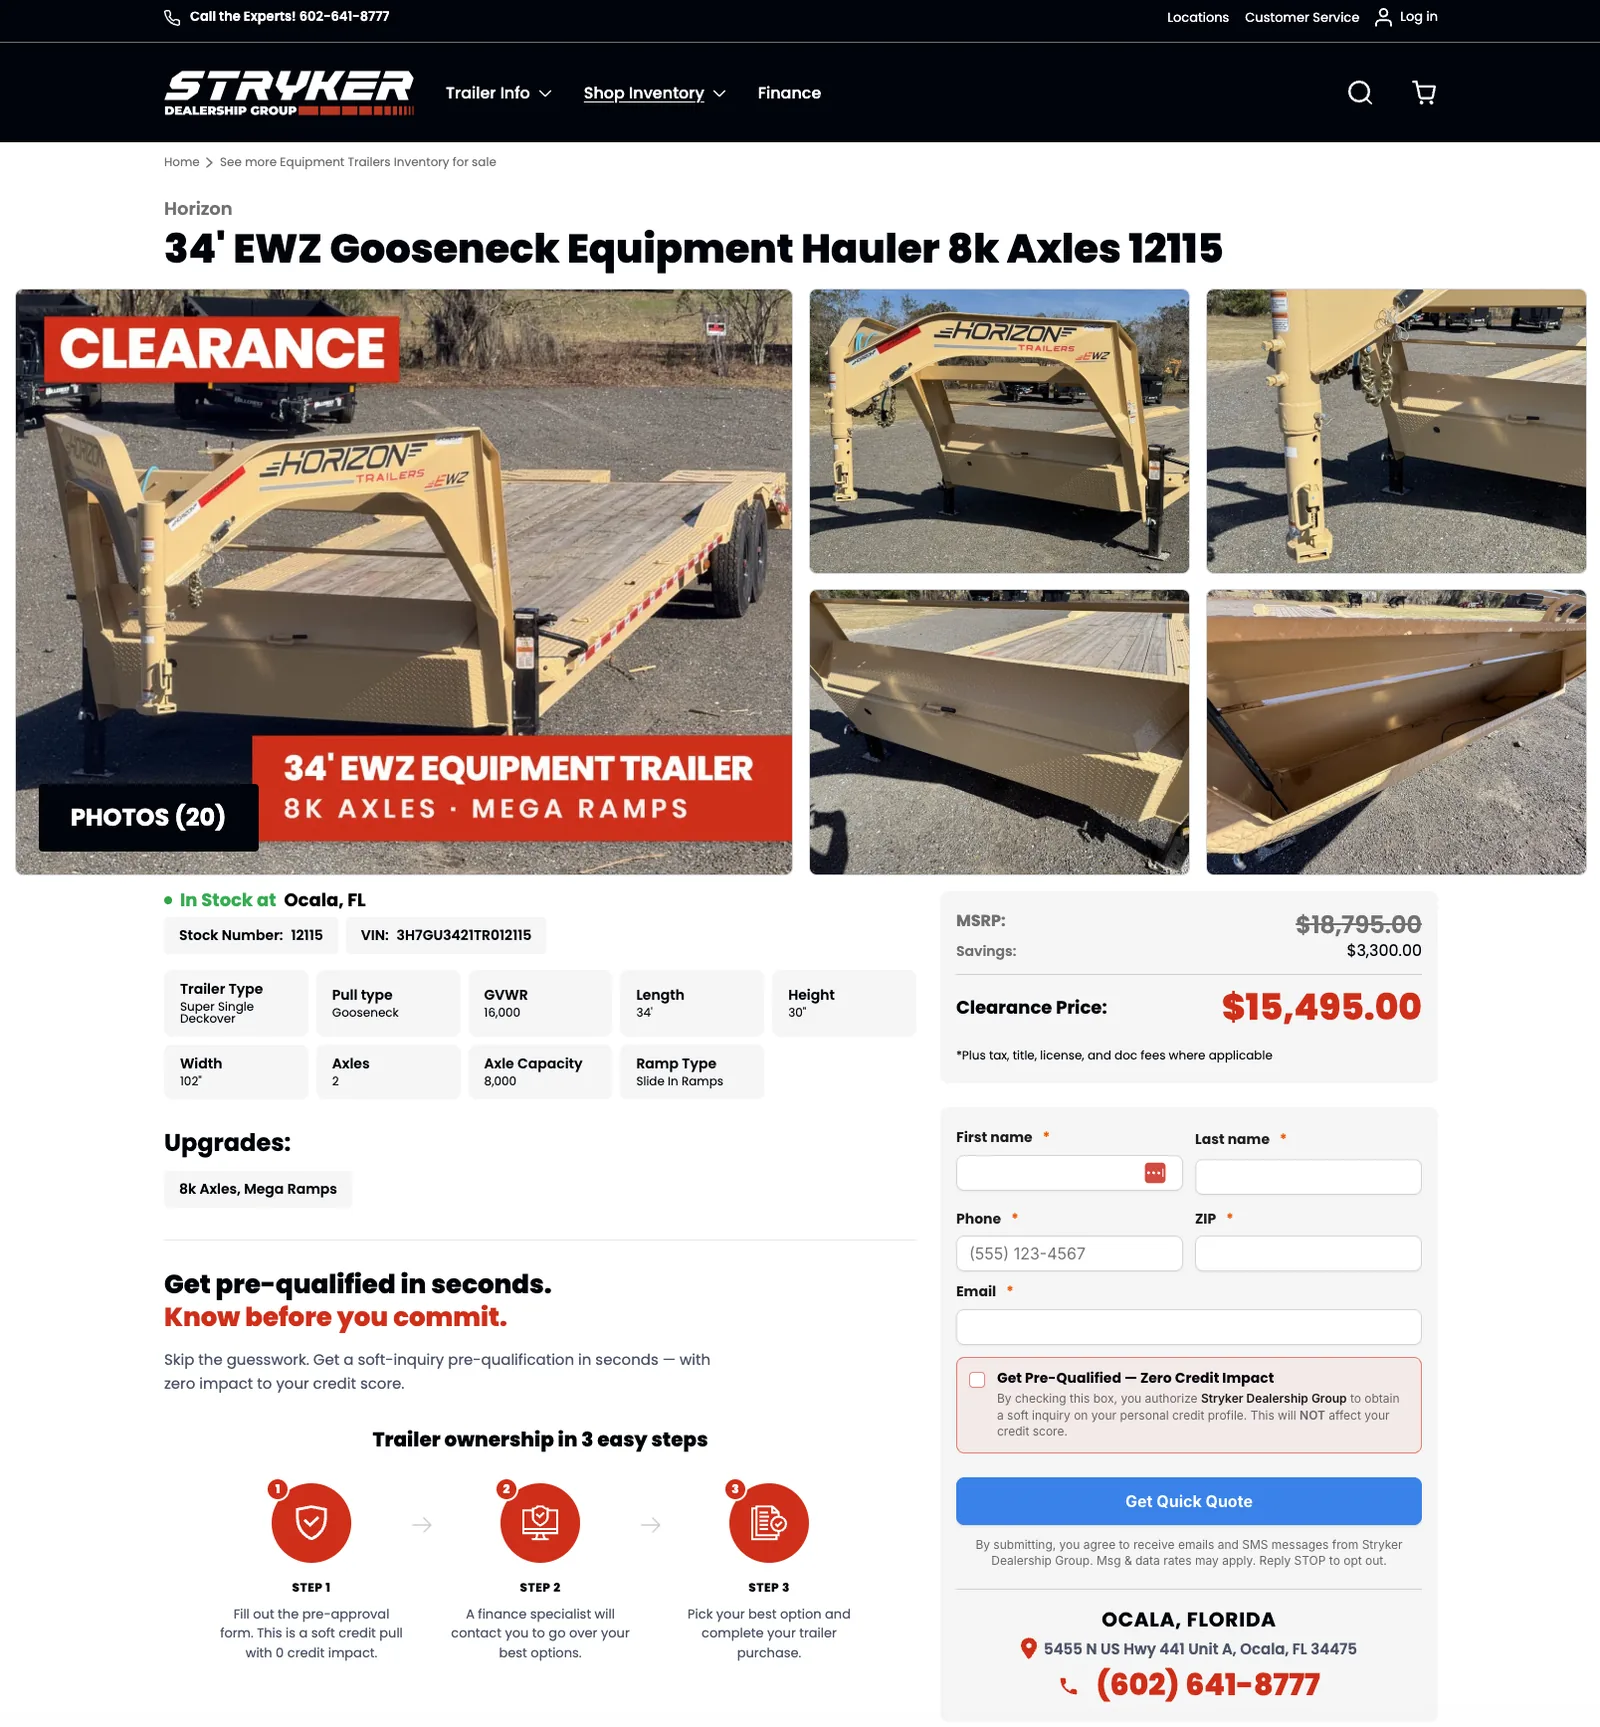 Call the Experts! 602-641-8777
Locations Customer Service Log in
STRYKER
DEALERSHIP GROUP
Trailer Info Shop Inventory Finance
Home See more Equipment Trailers Inventory for sale
Horizon
34' EWZ Gooseneck Equipment Hauler 8k Axles 12115
CLEARANCE
HORIZON
TRAILERS EWZ
34' EWZ EQUIPMENT TRAILER
8K AXLES · MEGA RAMPS
PHOTOS (20)
HORIZON
TRAILERS
EWZ
In Stock at Ocala, FL
Stock Number: 12115 VIN: 3H7GU3421TR012115
Trailer Type
Super Single
Deckover
Pull type
Gooseneck
GVWR
16,000
Length
34'
Height
30"
Width
102"
Axles
2
Axle Capacity
8,000
Ramp Type
Slide In Ramps
Upgrades:
8k Axles, Mega Ramps
Get pre-qualified in seconds.
Know before you commit.
Skip the guesswork. Get a soft-inquiry pre-qualification in seconds — with
zero impact to your credit score.
Trailer ownership in 3 easy steps
1
STEP 1
Fill out the pre-approval
form. This is a soft credit pull
with 0 credit impact.
2
STEP 2
A finance specialist will
contact you to go over your
best options.
3
STEP 3
Pick your best option and
complete your trailer
purchase.
MSRP: $18,795.00
Savings: $3,300.00
Clearance Price: $15,495.00
*Plus tax, title, license, and doc fees where applicable
First name *
Last name *
Phone *
(555) 123-4567
ZIP *
Email *
Get Pre-Qualified — Zero Credit Impact
By checking this box, you authorize Stryker Dealership Group to obtain
a soft inquiry on your personal credit profile. This will NOT affect your
credit score.
Get Quick Quote
By submitting, you agree to receive emails and SMS messages from Stryker
Dealership Group. Msg & data rates may apply. Reply STOP to opt out.
OCALA, FLORIDA
5455 N US Hwy 441 Unit A, Ocala, FL 34475
(602) 641-8777